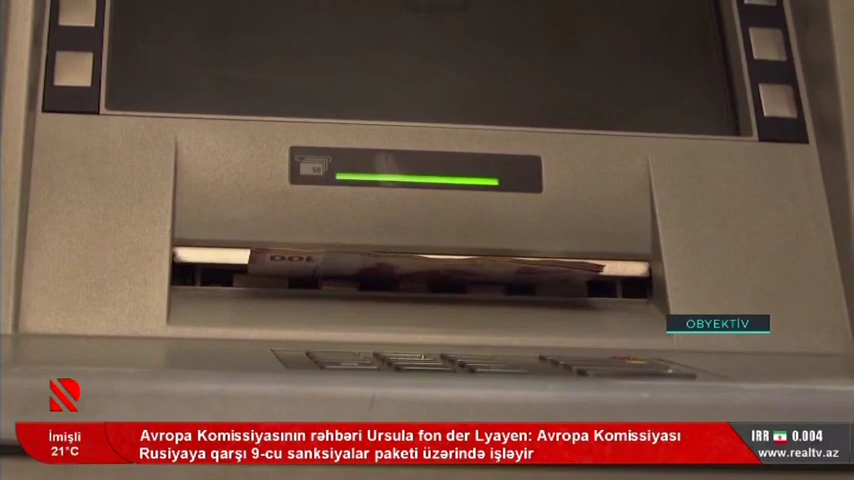 100
OBYEKTİV
İmişli
21°C
Avropa Komissiyasının rəhbəri Ursula fon der Lyayen: Avropa Komissiyası
Rusiyaya qarşı 9-cu sanksiyalar paketi üzərində işləyir
IRR 0.004
www.realtv.az